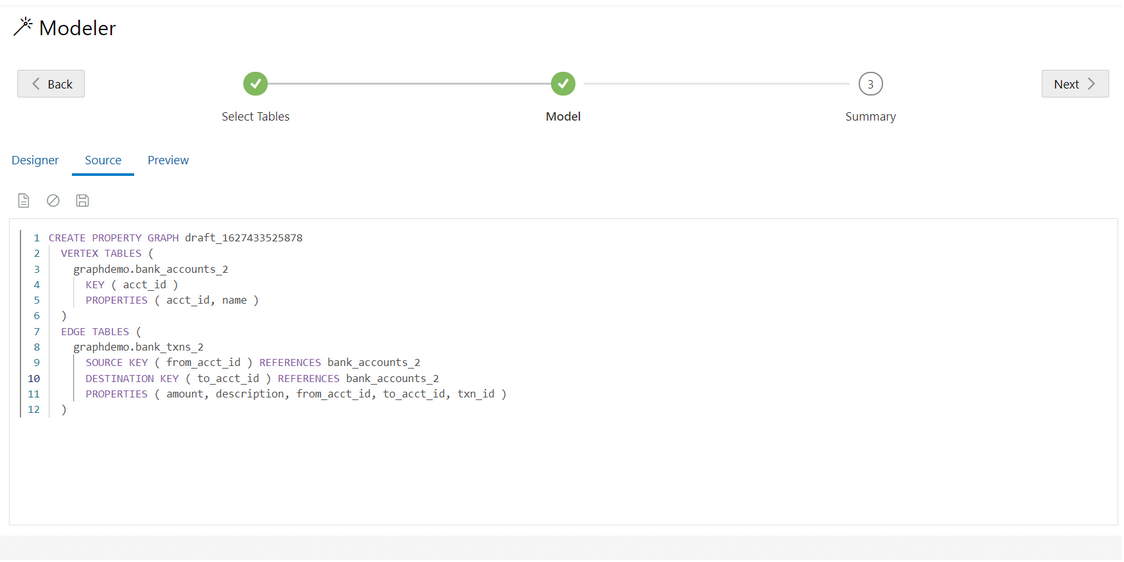 Modeler
Back
3
Next
Select Tables
Model
Summary
Designer Source Preview
1 CREATE PROPERTY GRAPH draft_1627433525878
2 VERTEX TABLES (
3 graphdemo.bank_accounts_2
4 KEY ( acct_id )
5 PROPERTIES ( acct_id, name )
6 )
7 EDGE TABLES (
8 graphdemo.bank_txns_2
9 SOURCE KEY ( from_acct_id ) REFERENCES bank_accounts_2
10 DESTINATION KEY ( to_acct_id ) REFERENCES bank_accounts_2
11 PROPERTIES ( amount, description, from_acct_id, to_acct_id, txn_id )
12 )